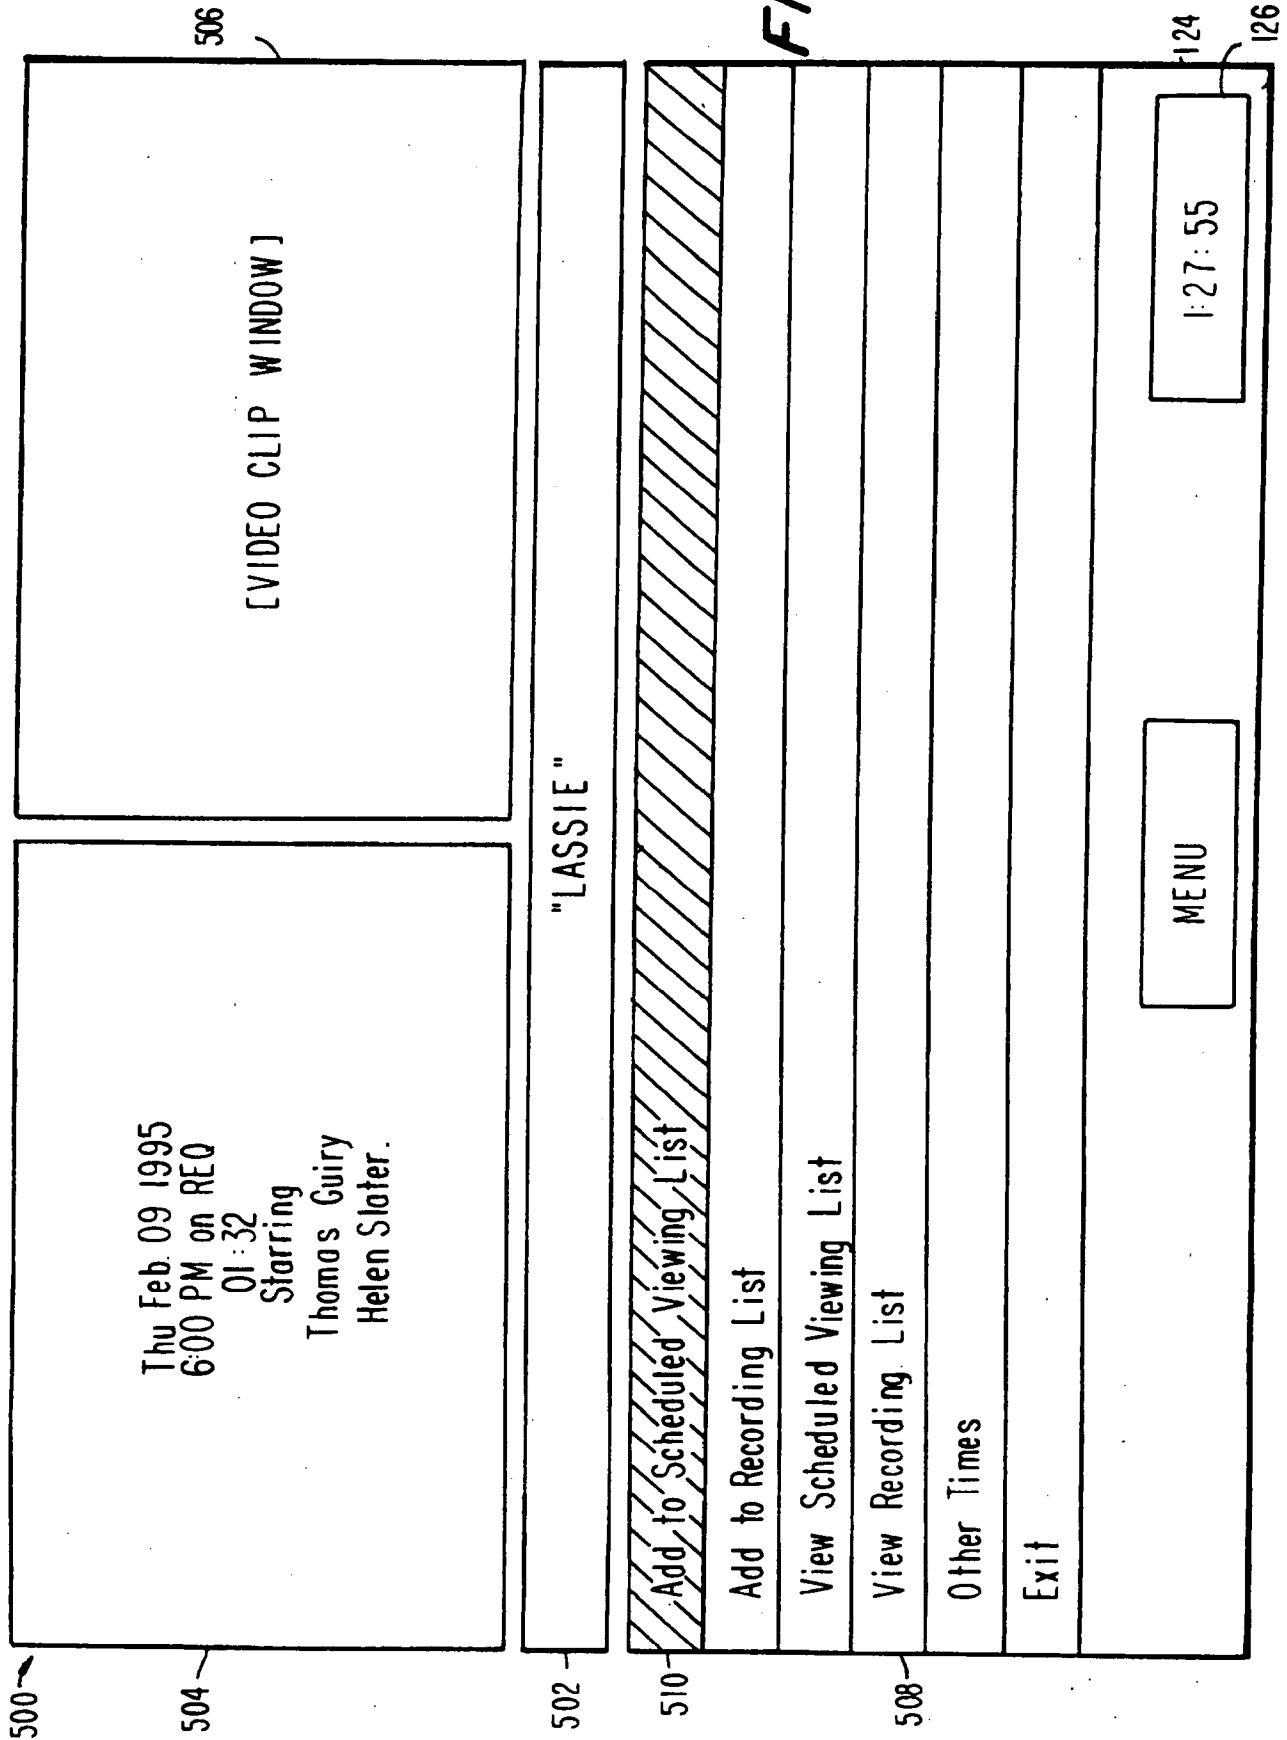 500
504
Thu Feb. 09 1995
6:00 PM on REQ
01:32
Starring
Thomas Guiry
Helen Slater.
[VIDEO CLIP WINDOW]
506
502
"LASSIE"
510
Add to Scheduled Viewing List
Add to Recording List
View Scheduled Viewing List
508
View Recording List
Other Times
Exit
MENU
1:27:55
124
126